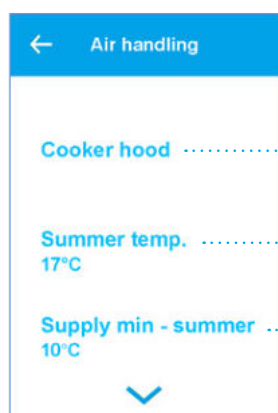 Air handling
Cooker hood
Summer temp.
17°C
Supply min - summer
10°C